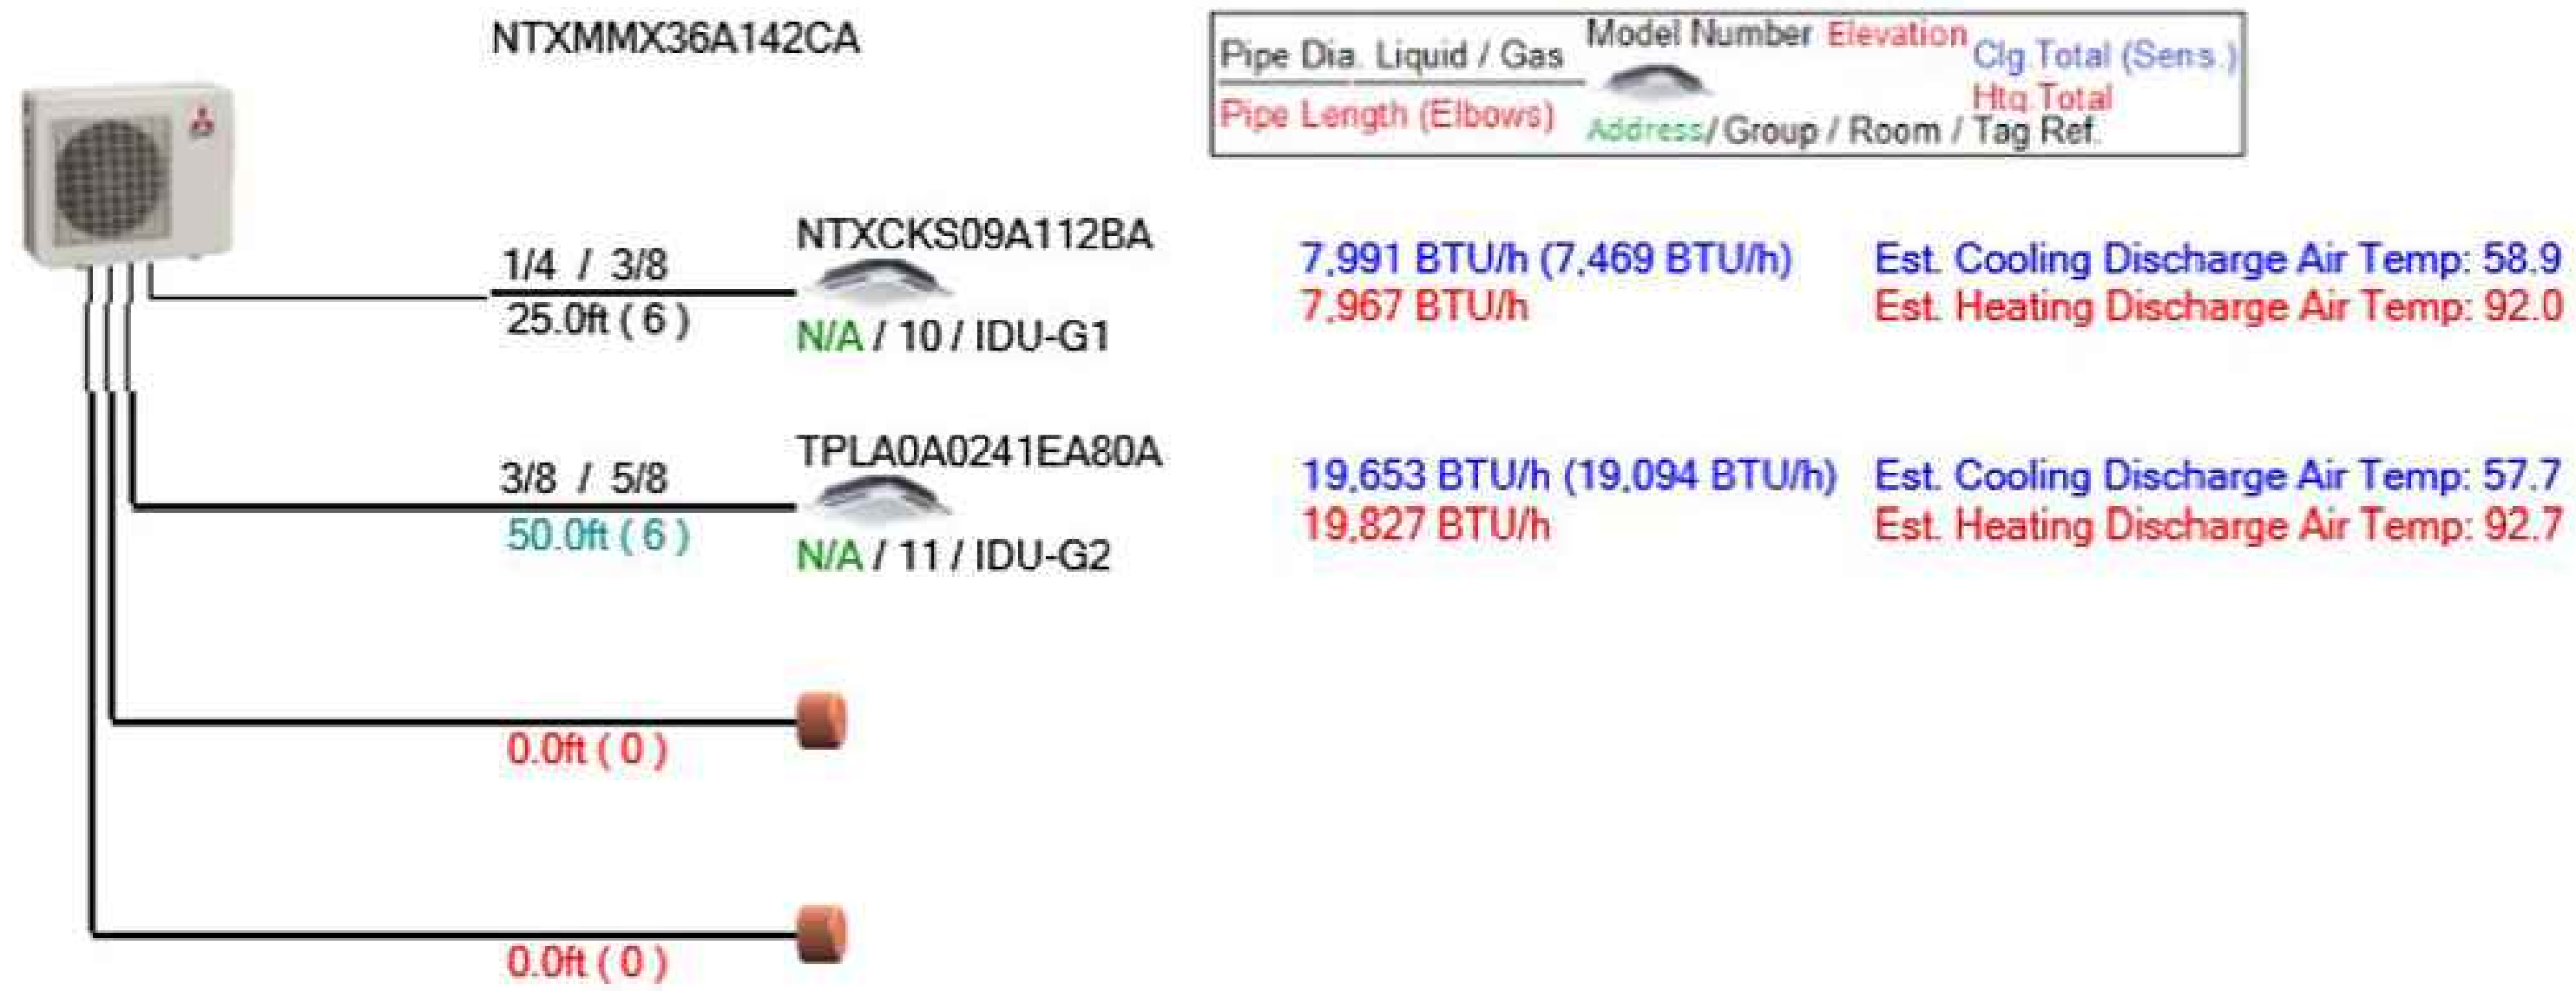 NTXMMX36A142CA
Pipe Dia. Liquid / Gas
Pipe Length (Elbows)
Model Number Elevation
Clg.Total (Sens.)
Htg.Total
Address/ Group / Room / Tag Ref.
1/4 / 3/8
25.0ft ( 6 )
NTXCKS09A112BA
N/A / 10 / IDU-G1
7,991 BTU/h (7,469 BTU/h)
7,967 BTU/h
Est. Cooling Discharge Air Temp: 58.9
Est. Heating Discharge Air Temp: 92.0
3/8 / 5/8
50.0ft ( 6 )
TPLA0A0241EA80A
N/A / 11 / IDU-G2
19,653 BTU/h (19,094 BTU/h)
19,827 BTU/h
Est. Cooling Discharge Air Temp: 57.7
Est. Heating Discharge Air Temp: 92.7
0.0ft ( 0 )
0.0ft ( 0 )